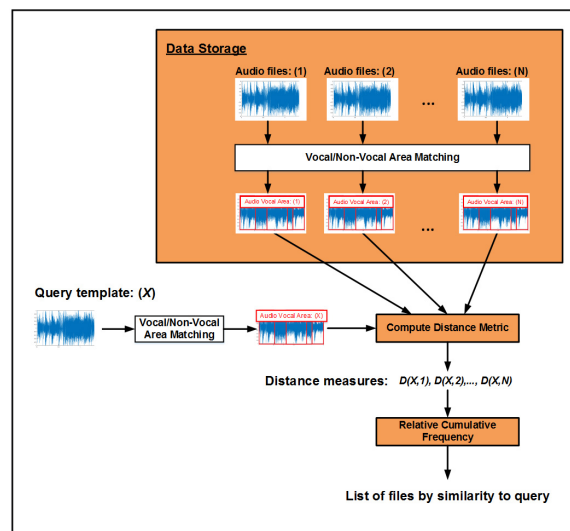 Data Storage
Audio files: (1) Audio files: (2) Audio files: (N)
...
Vocal/Non-Vocal Area Matching
Audio Vocal Area: (1) Audio Vocal Area: (2) Audio Vocal Area: (N)
...
Query template: (X)
Vocal/Non-Vocal
Area Matching
Audio Vocal Area: (X)
Compute Distance Metric
Distance measures: D(X,1), D(X,2),..., D(X,N)
Relative Cumulative
Frequency
List of files by similarity to query